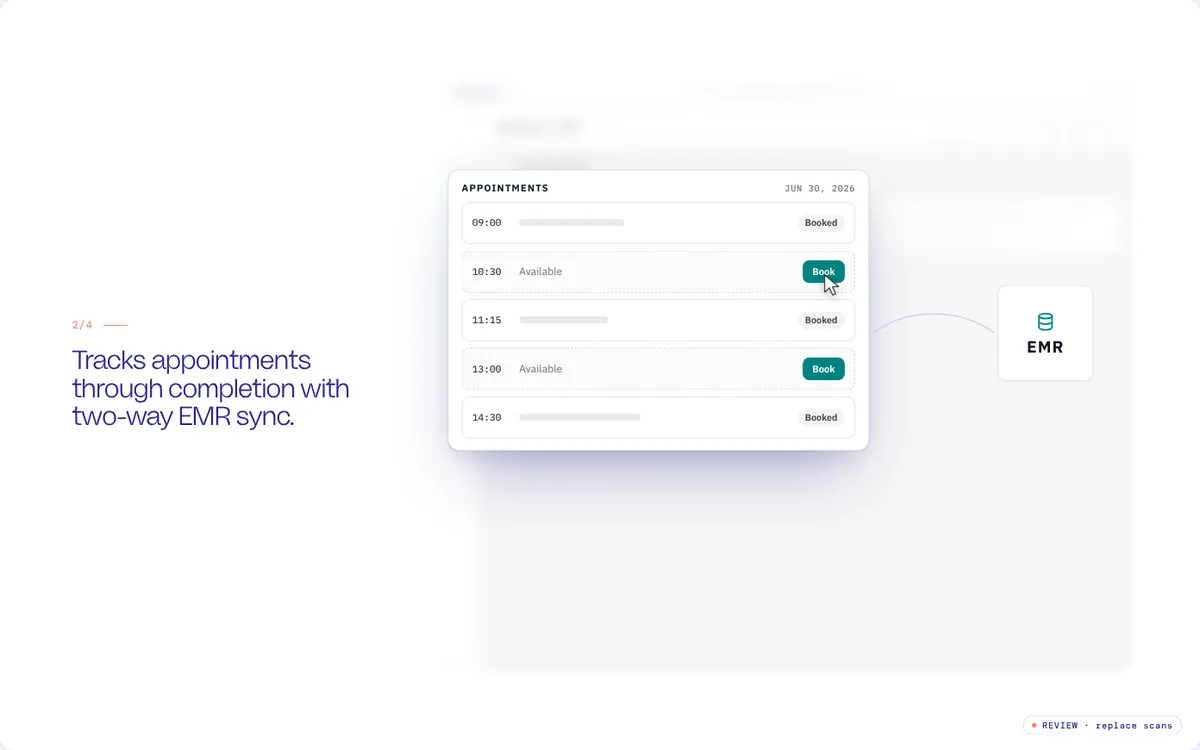 2/4
Tracks appointments
through completion with
two-way EMR sync.
APPOINTMENTS
JUN 30, 2026
09:00
Booked
10:30
Available
Book
11:15
Booked
13:00
Available
Book
14:30
Booked
EMR
REVIEW · replace scans